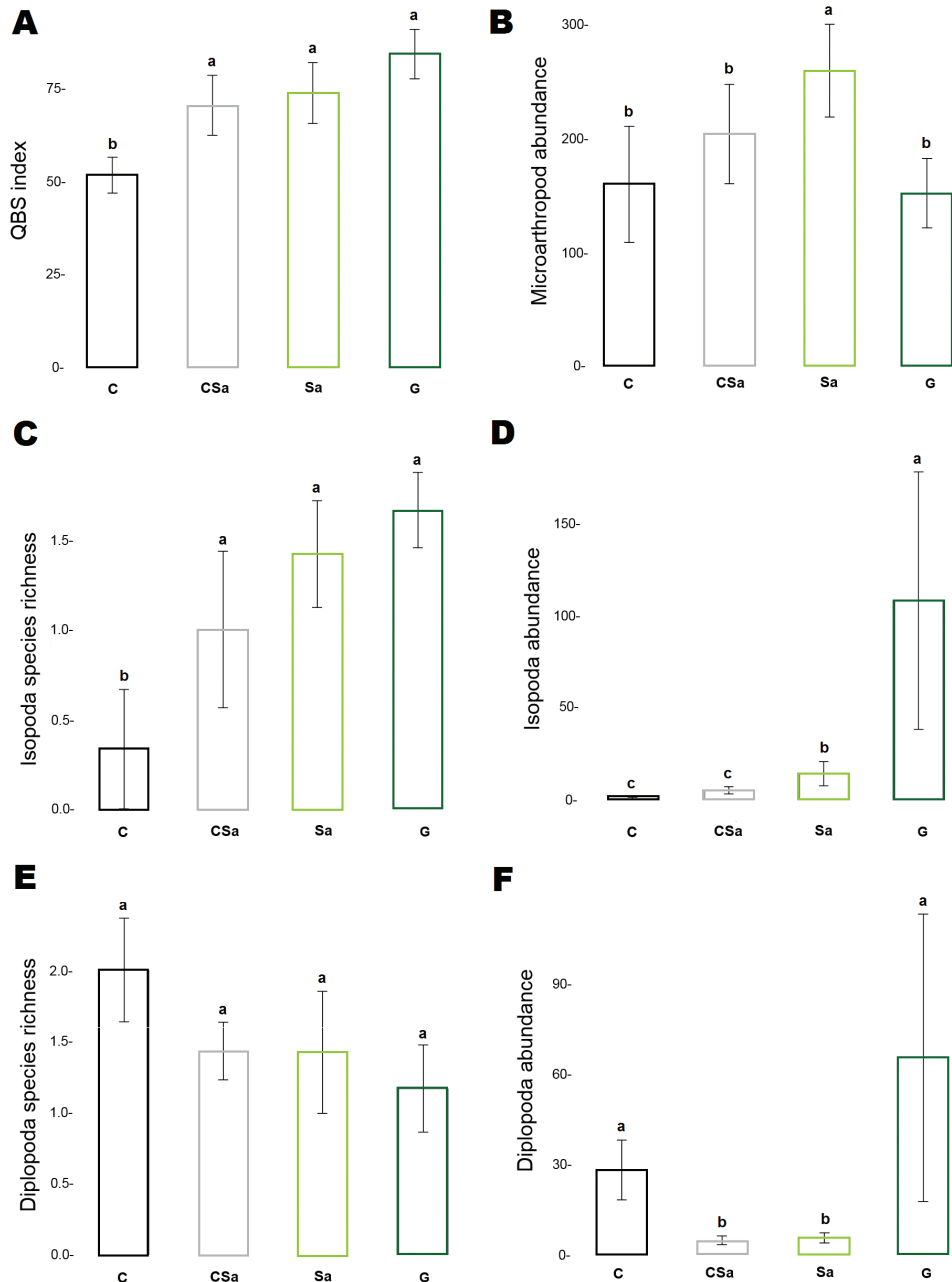 A
QBS index
75-
50-
25-
0-
b
a
a
a
C
CSa
Sa
G
B
Microarthropod abundance
300-
200-
100-
0-
b
b
a
b
C
CSa
Sa
G
C
Isopoda species richness
1.5-
1.0-
0.5-
0.0-
b
a
a
a
C
CSa
Sa
G
D
Isopoda abundance
150-
100-
50-
0-
c
c
b
a
C
CSa
Sa
G
E
Diplopoda species richness
2.0-
1.5-
1.0-
0.5-
0.0-
a
a
a
a
C
CSa
Sa
G
F
Diplopoda abundance
90-
60-
30-
0-
a
b
b
a
C
CSa
Sa
G